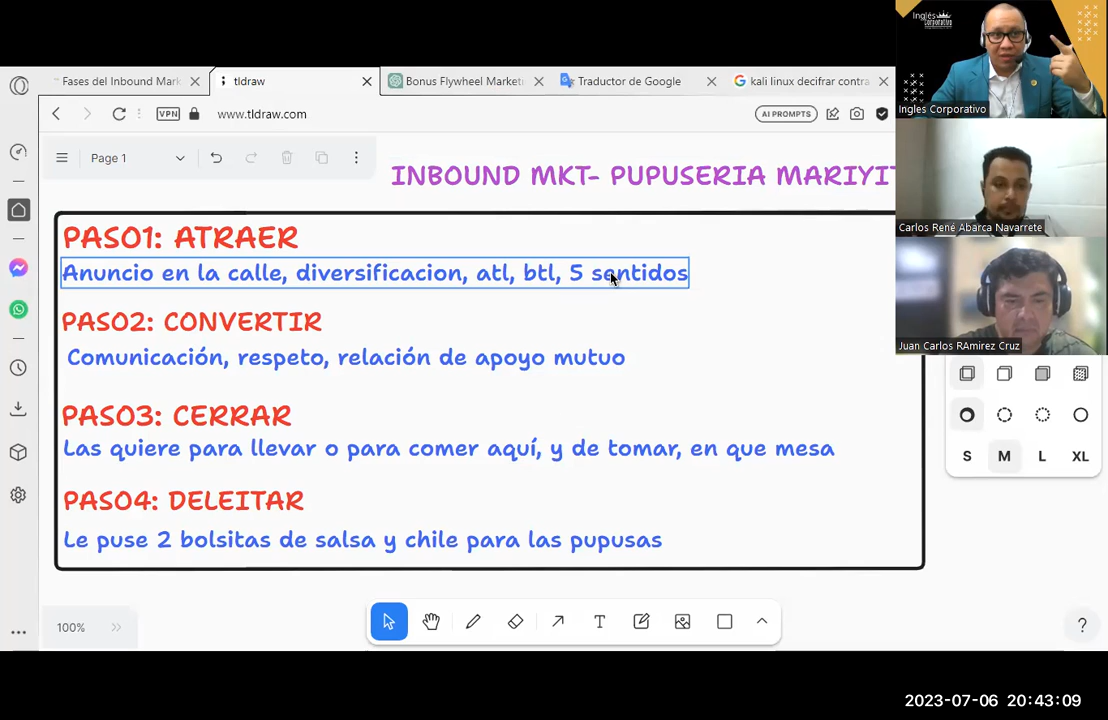 Fases del Inbound Mark
tldraw
Bonus Flywheel Market
Traductor de Google
kali linux decifrar contra
VPN
www.tldraw.com
AI PROMPTS
Page 1
INBOUND MKT- PUPUSERIA MARIYIT
PASO1: ATRAER
Anuncio en la calle, diversificacion, atl, btl, 5 sentidos
PASO2: CONVERTIR
Comunicación, respeto, relación de apoyo mutuo
PASO3: CERRAR
Las quiere para llevar o para comer aquí, y de tomar, en que mesa
PASO4: DELEITAR
Le puse 2 bolsitas de salsa y chile para las pupusas
100%
Inglés
Corporativo
Ingles Corporativo
Carlos René Abarca Navarrete
Juan Carlos RAmirez Cruz
S M L XL
?
2023-07-06 20:43:09